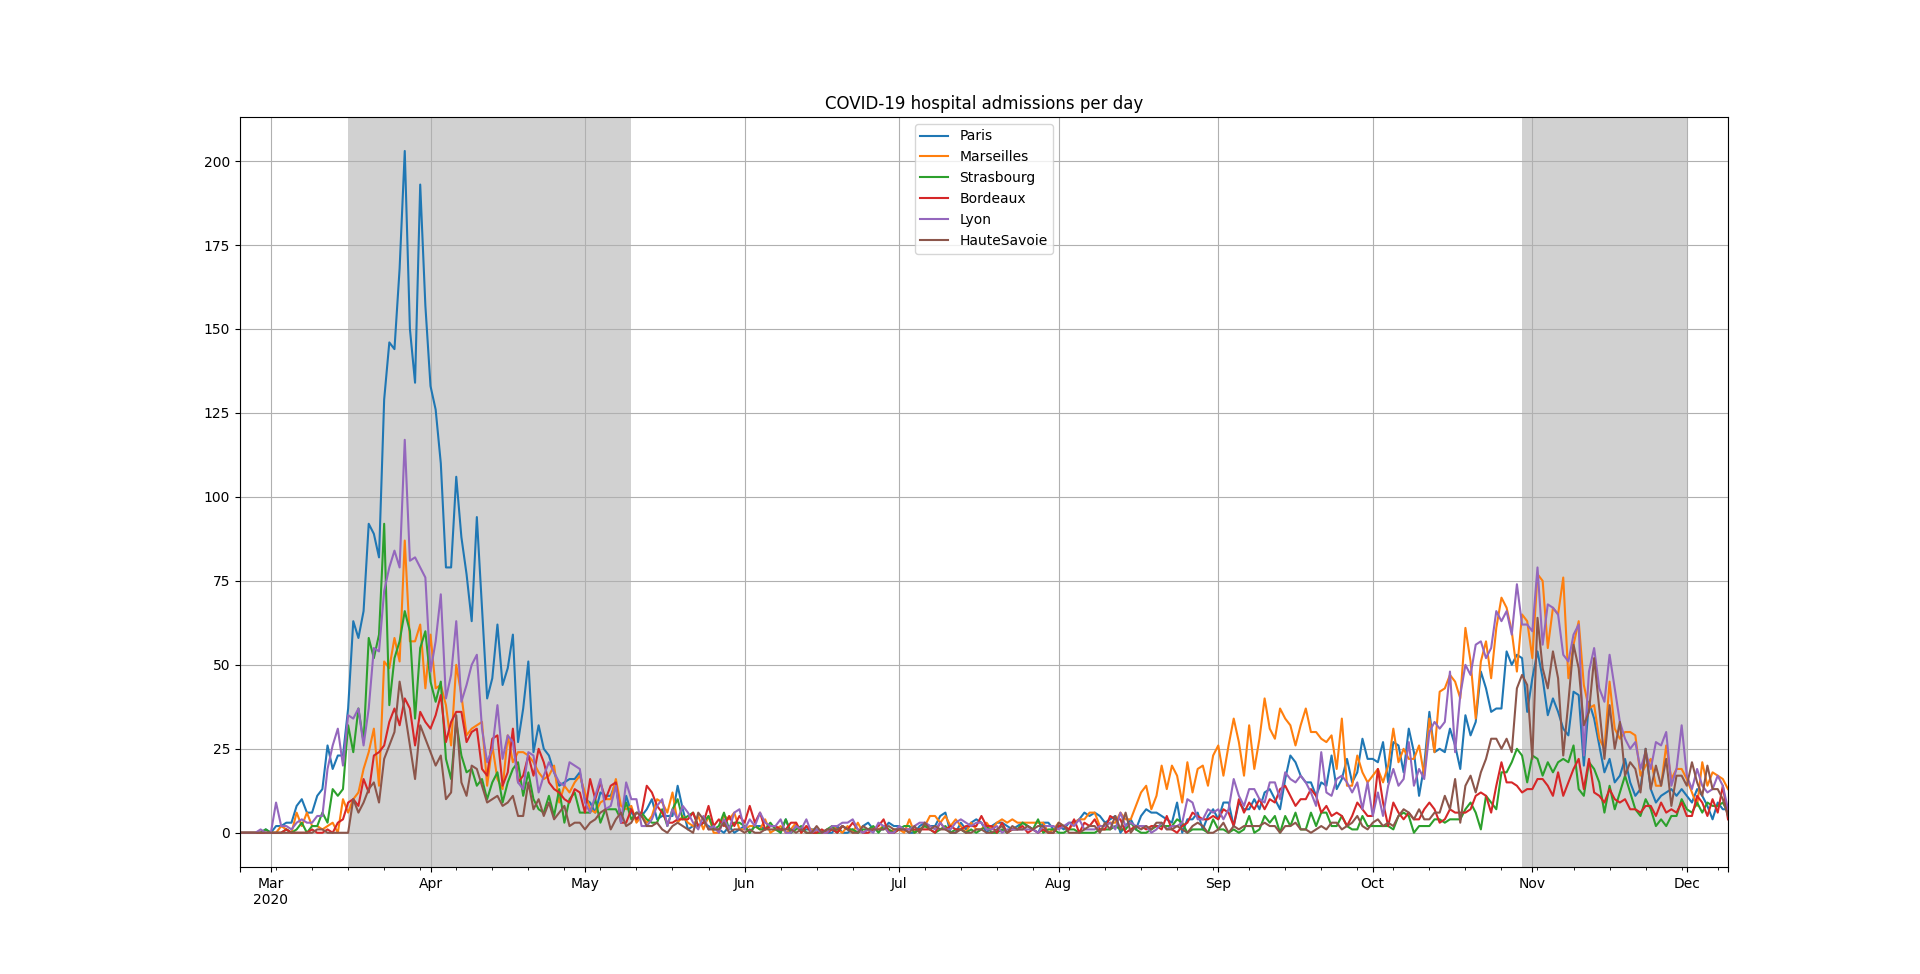 COVID-19 hospital admissions per day
Paris
Marseilles
Strasbourg
Bordeaux
Lyon
HauteSavoie
200
175
150
125
100
75
50
25
0
Mar Apr May Jun Jul Aug Sep Oct Nov Dec
2020